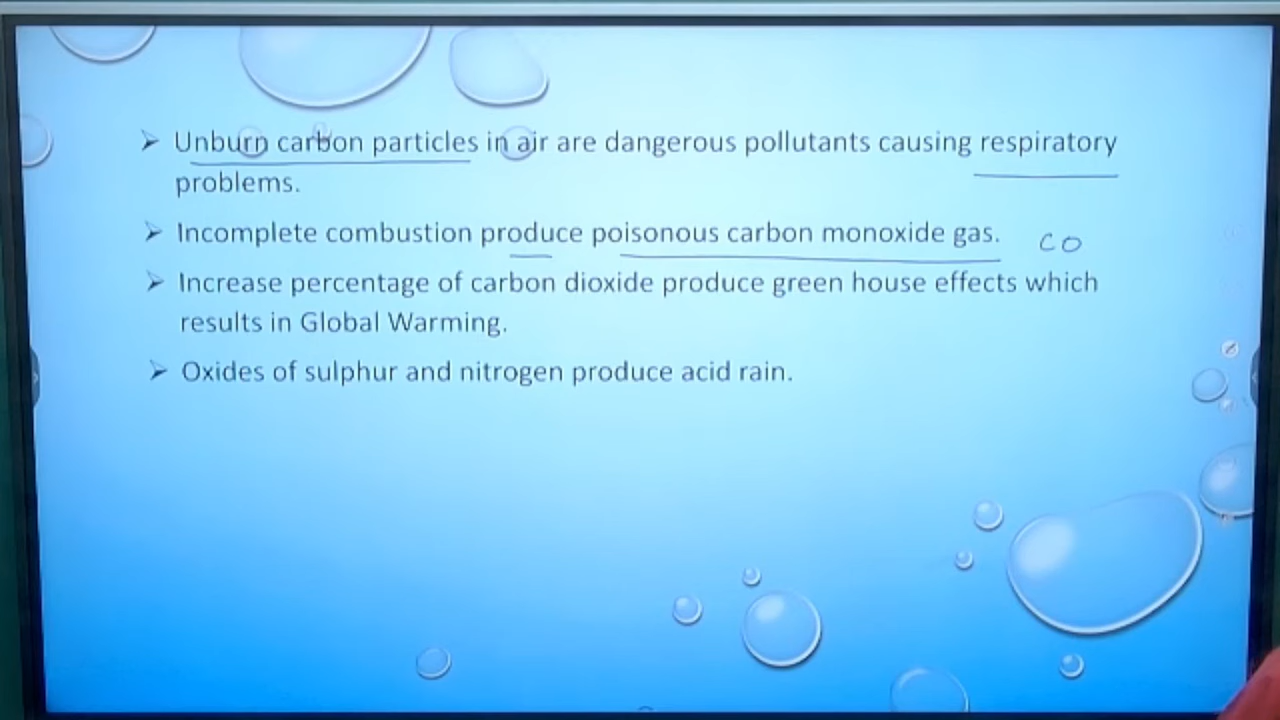 ➢ Unburn carbon particles in air are dangerous pollutants causing respiratory
problems.
➢ Incomplete combustion produce poisonous carbon monoxide gas. CO
➢ Increase percentage of carbon dioxide produce green house effects which
results in Global Warming.
➢ Oxides of sulphur and nitrogen produce acid rain.